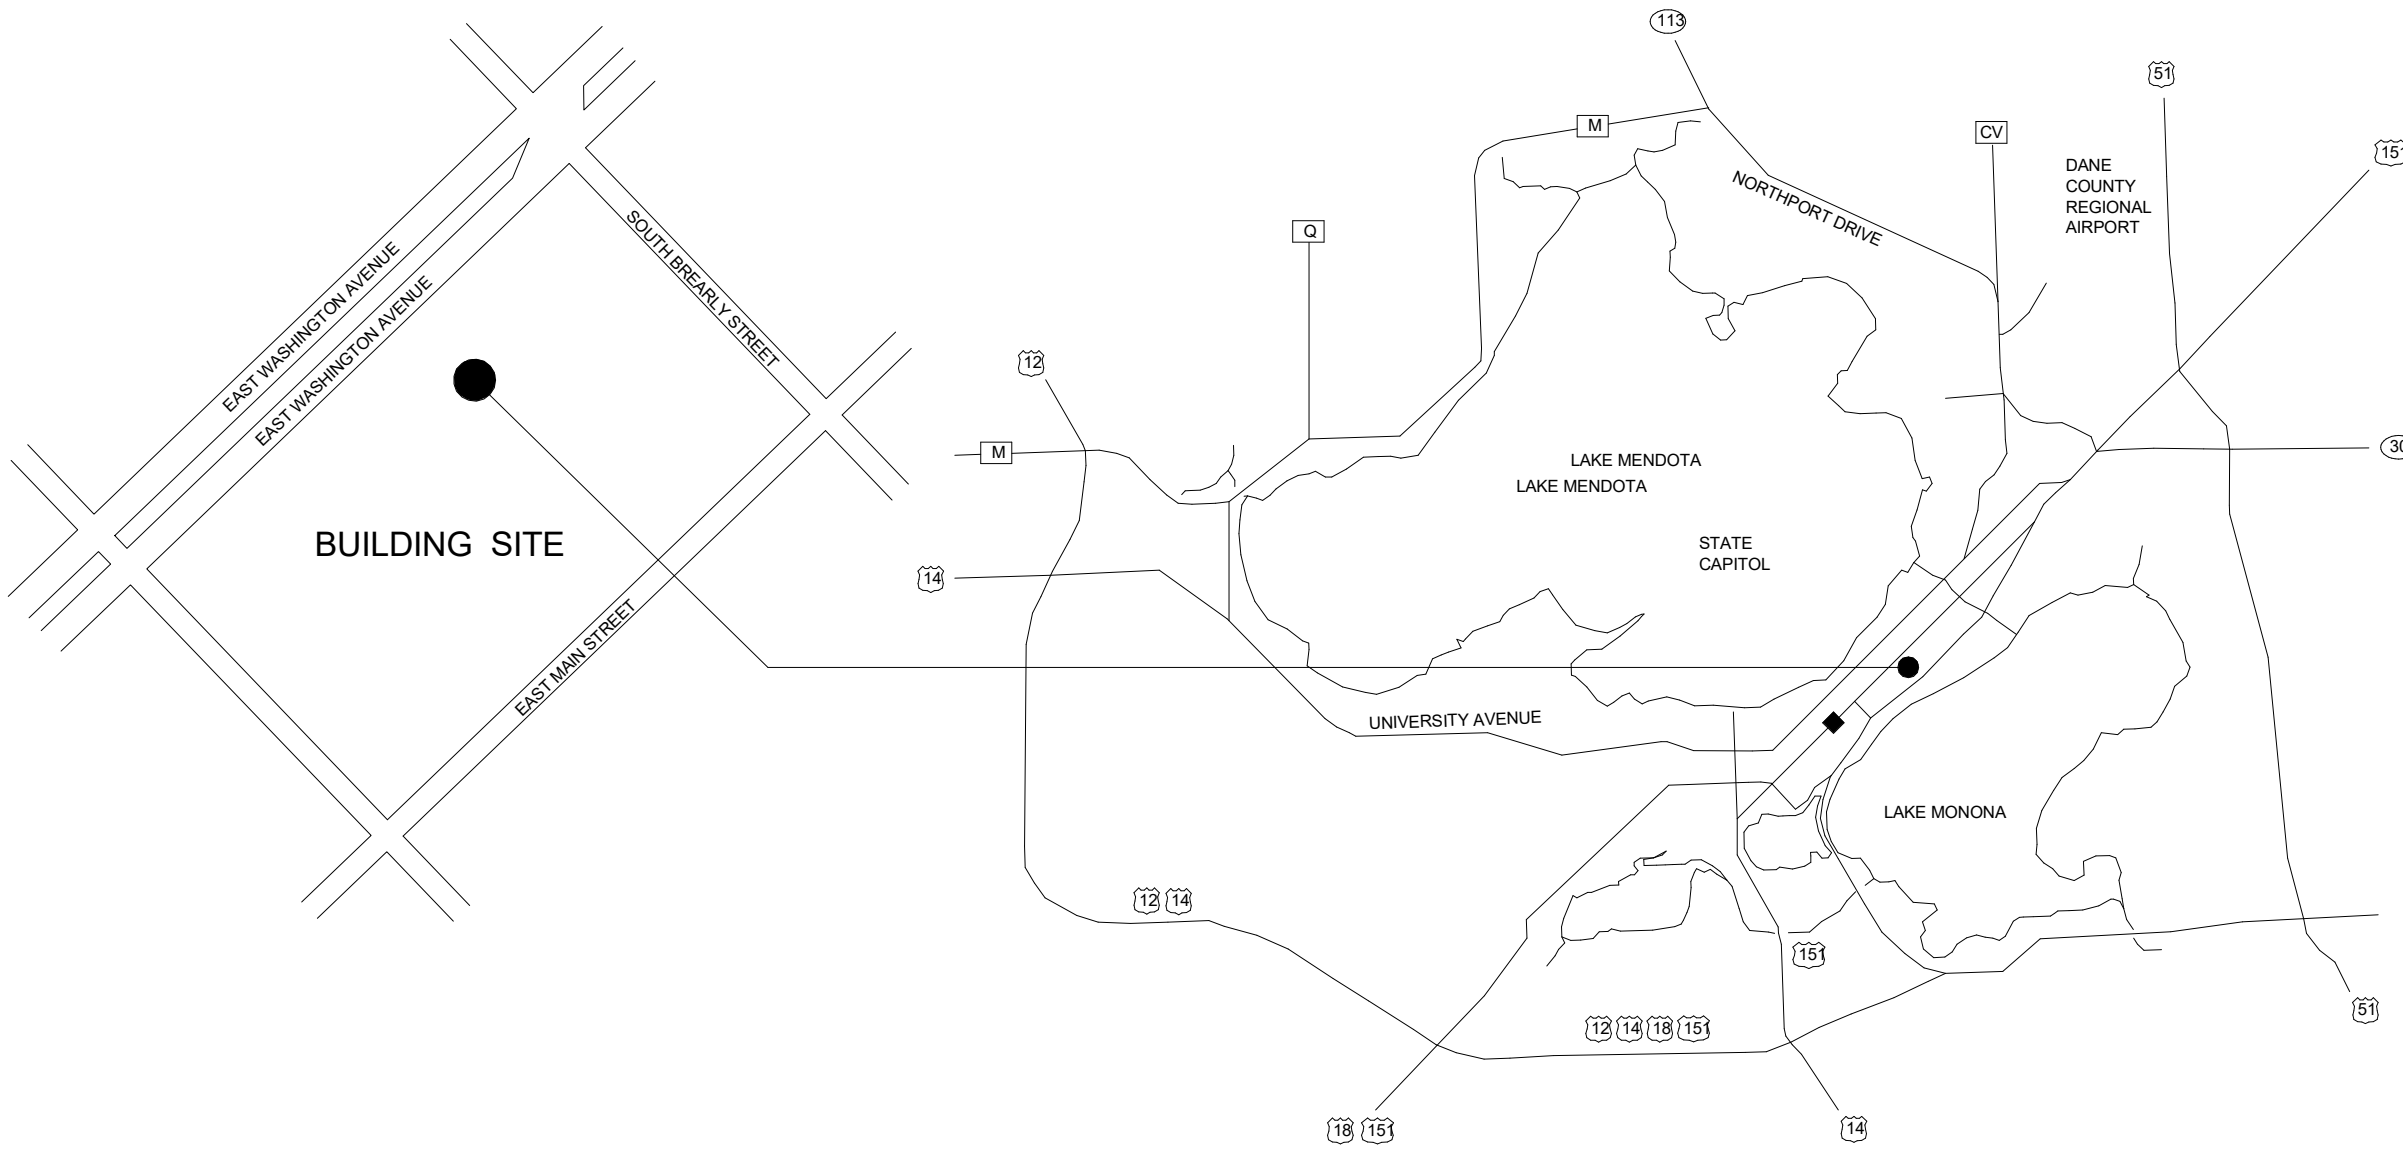 113
51
M
CV
151
DANE
COUNTY
REGIONAL
AIRPORT
NORTHPORT DRIVE
SOUTH BREARLY STREET
Q
EAST WASHINGTON AVENUE
EAST WASHINGTON AVENUE
12
30
M
LAKE MENDOTA
LAKE MENDOTA
BUILDING SITE
STATE
CAPITOL
14
EAST MAIN STREET
UNIVERSITY AVENUE
LAKE MONONA
12 14
151
51
12 14 18 151
18 151
14